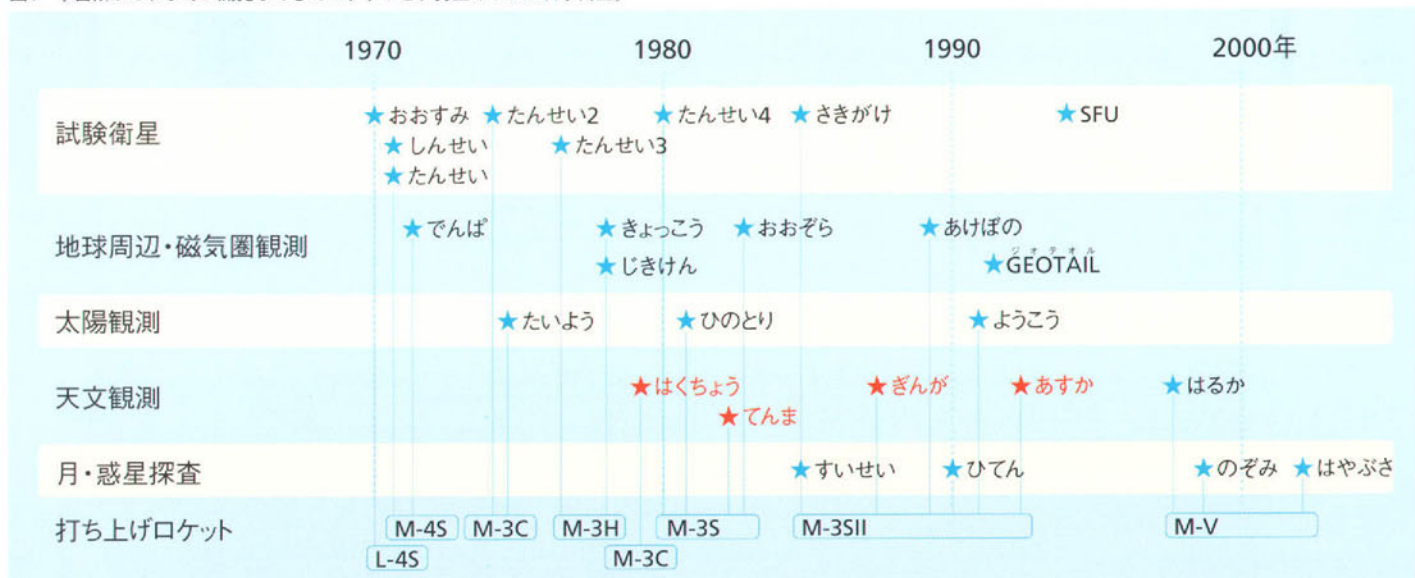 1970 1980 1990 2000年
試験衛星
★おおすみ ★たんせい2 ★たんせい4 ★さきがけ ★SFU
★しんせい ★たんせい3
★たんせい
地球周辺・磁気圏観測
★でんぱ ★きょっこう ★おおぞら ★あけぼの
ジオテイル
★じきけん ★GEOTAIL
太陽観測 ★たいよう ★ひのとり ★ようこう
天文観測
★はくちょう ★ぎんが ★あすか ★はるか
★てんま
月・惑星探査 ★すいせい ★ひてん ★のぞみ ★はやぶさ
打ち上げロケット M-4S M-3C M-3H M-3S M-3SII M-V
L-4S M-3C